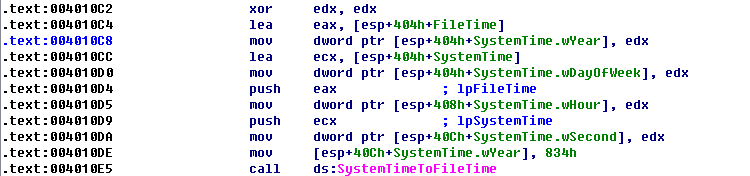 .text:004010C2 xor edx, edx
.text:004010C4 lea eax, [esp+404h+FileTime]
.text:004010C8 mov dword ptr [esp+404h+SystemTime.wYear], edx
.text:004010CC lea ecx, [esp+404h+SystemTime]
.text:004010D0 mov dword ptr [esp+404h+SystemTime.wDayOfWeek], edx
.text:004010D4 push eax ; lpFileTime
.text:004010D5 mov dword ptr [esp+408h+SystemTime.wHour], edx
.text:004010D9 push ecx ; lpSystemTime
.text:004010DA mov dword ptr [esp+40Ch+SystemTime.wSecond], edx
.text:004010DE mov [esp+40Ch+SystemTime.wYear], 834h
.text:004010E5 call ds:SystemTimeToFileTime